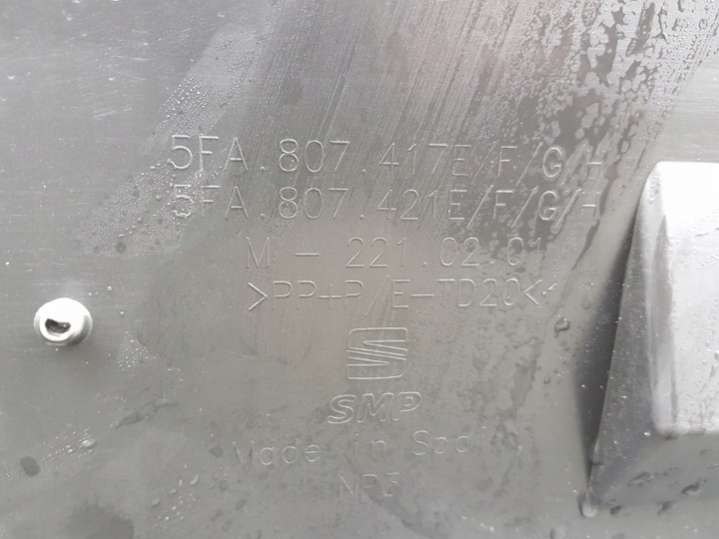 5FA.807.417E/F/G/H
5FA.807.421E/F/G/H
M - 221.02.01
>PP+P/E-TD20<
SMP
Made in Spain